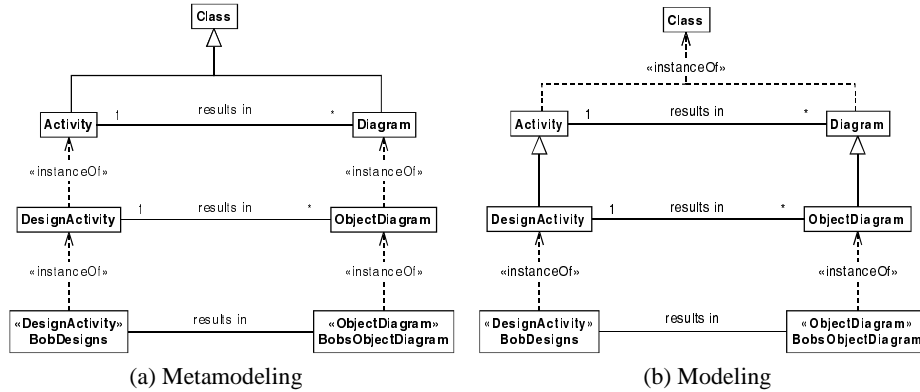 Class
results in
1
*
Activity
Diagram
«instanceOf»
«instanceOf»
results in
1
*
DesignActivity
ObjectDiagram
«instanceOf»
«instanceOf»
results in
«DesignActivity»
BobDesigns
«ObjectDiagram»
BobsObjectDiagram
(a) Metamodeling
Class
«instanceOf»
results in
1
*
Activity
Diagram
results in
1
*
DesignActivity
ObjectDiagram
«instanceOf»
«instanceOf»
results in
«DesignActivity»
BobDesigns
«ObjectDiagram»
BobsObjectDiagram
(b) Modeling